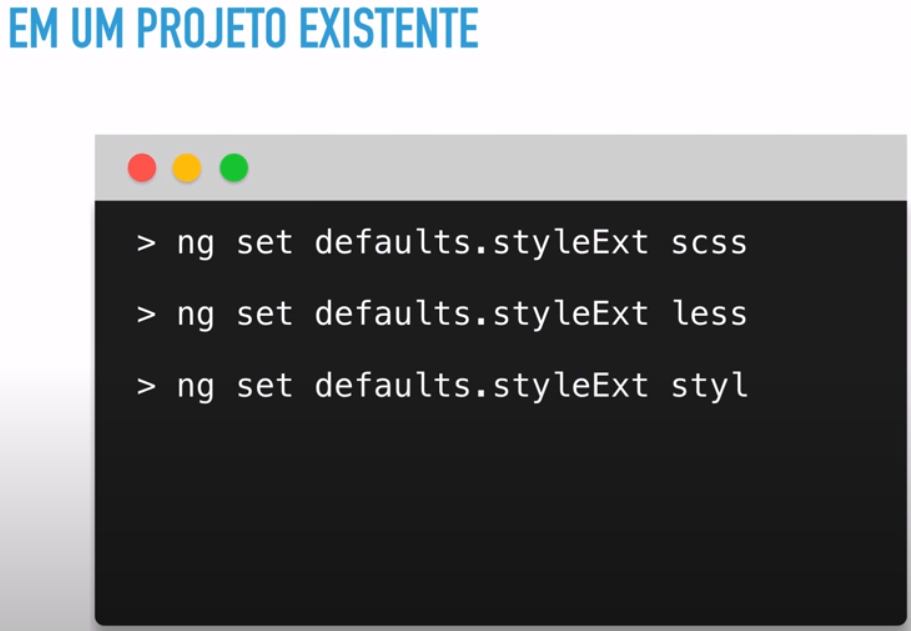 EM UM PROJETO EXISTENTE
> ng set defaults.styleExt scss
> ng set defaults.styleExt less
> ng set defaults.styleExt styl